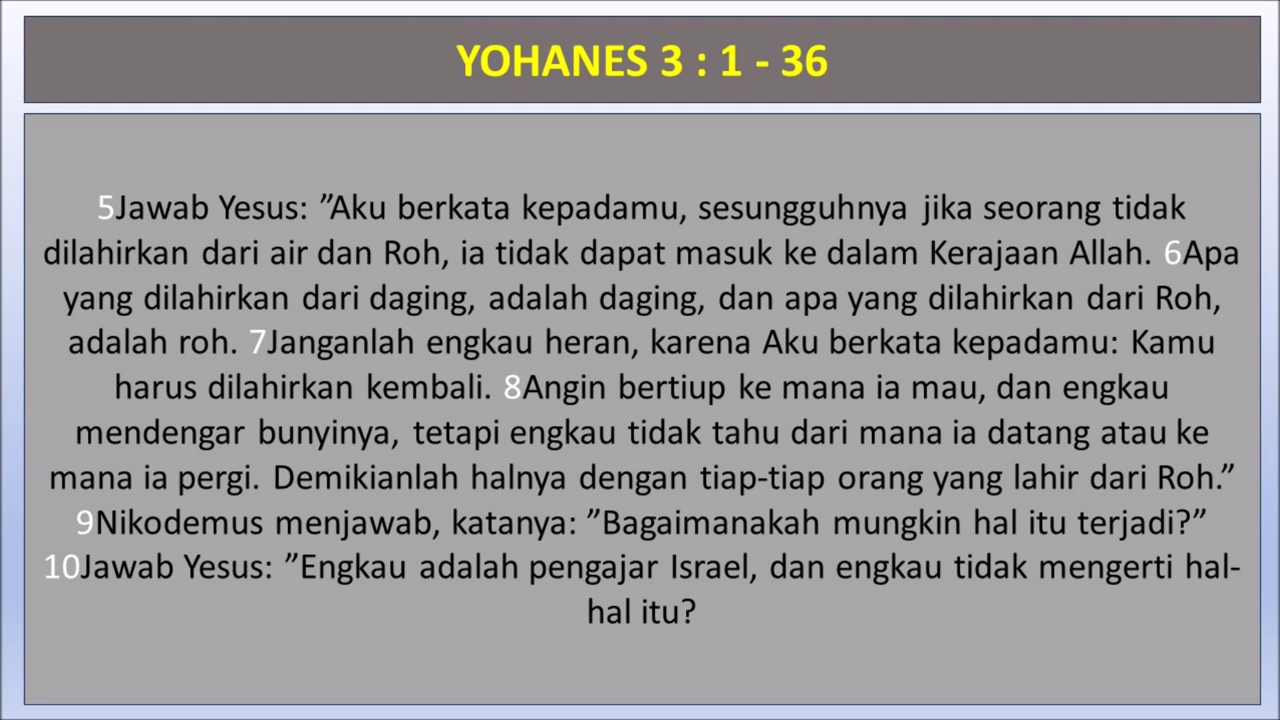 YOHANES 3 : 1 - 36
5Jawab Yesus: ”Aku berkata kepadamu, sesungguhnya jika seorang tidak
dilahirkan dari air dan Roh, ia tidak dapat masuk ke dalam Kerajaan Allah. 6Apa
yang dilahirkan dari daging, adalah daging, dan apa yang dilahirkan dari Roh,
adalah roh. 7Janganlah engkau heran, karena Aku berkata kepadamu: Kamu
harus dilahirkan kembali. 8Angin bertiup ke mana ia mau, dan engkau
mendengar bunyinya, tetapi engkau tidak tahu dari mana ia datang atau ke
mana ia pergi. Demikianlah halnya dengan tiap-tiap orang yang lahir dari Roh.”
9Nikodemus menjawab, katanya: ”Bagaimanakah mungkin hal itu terjadi?”
10Jawab Yesus: ”Engkau adalah pengajar Israel, dan engkau tidak mengerti hal-
hal itu?